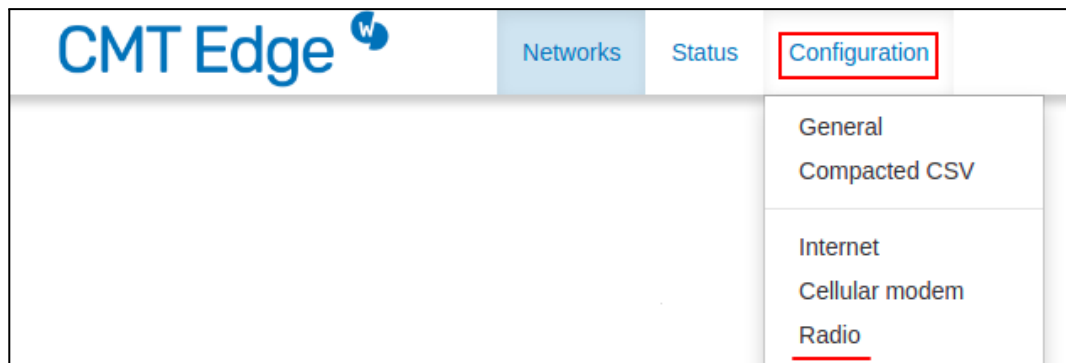 CMT Edge W
Networks Status Configuration
General
Compacted CSV
Internet
Cellular modem
Radio